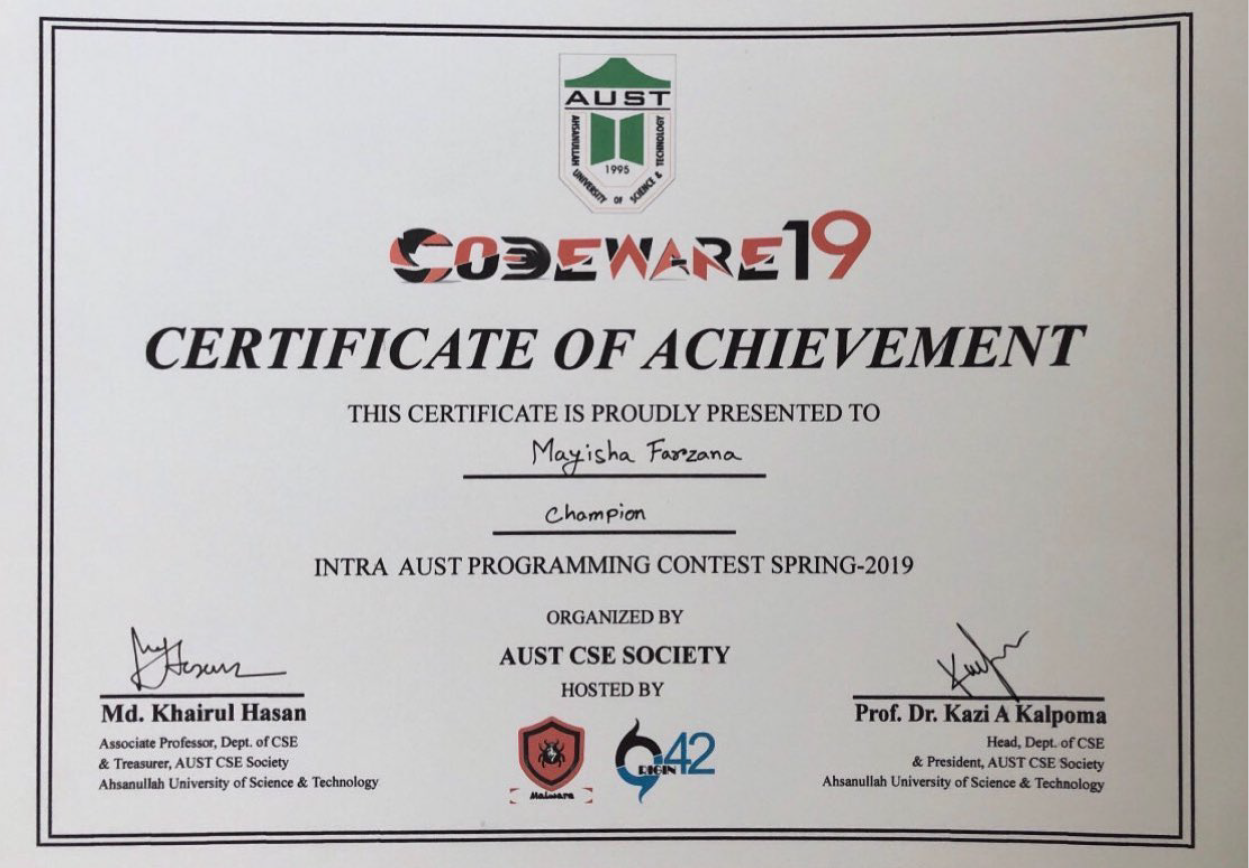 AUST
AHSANULLAH UNIVERSITY OF SCIENCE & TECHNOLOGY
1995
CODEWARE19
CERTIFICATE OF ACHIEVEMENT
THIS CERTIFICATE IS PROUDLY PRESENTED TO
Mayisha Farzana
Champion
INTRA AUST PROGRAMMING CONTEST SPRING-2019
ORGANIZED BY
AUST CSE SOCIETY
HOSTED BY
Md. Khairul Hasan
Associate Professor, Dept. of CSE
& Treasurer, AUST CSE Society
Ahsanullah University of Science & Technology
Malware
ORIGIN 42
Prof. Dr. Kazi A Kalpoma
Head, Dept. of CSE
& President, AUST CSE Society
Ahsanullah University of Science & Technology